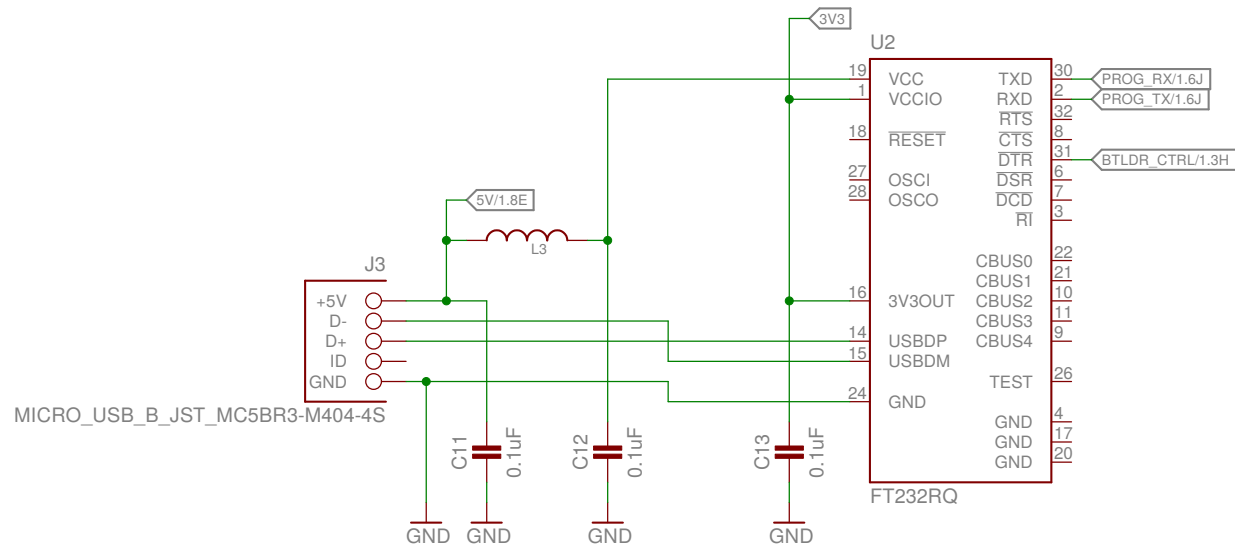 3V3
U2
19 VCC TXD 30 PROG_RX/1.6J
1 VCCIO RXD 2 PROG_TX/1.6J
RTS 32
18 RESET CTS 8
DTR 31 BTLDR_CTRL/1.3H
27 OSCI DSR 6
28 OSCO DCD 7
RI 3
5V/1.8E
L3
CBUS0 22
J3
CBUS1 21
+5V 16 3V3OUT CBUS2 10
D- CBUS3 11
D+ 14 USBDP CBUS4 9
ID 15 USBDM
GND TEST 26
24 GND
MICRO_USB_B_JST_MC5BR3-M404-4S
GND 4
GND 17
GND 20
C11 0.1uF
C12 0.1uF
C13 0.1uF
FT232RQ
GND GND GND GND